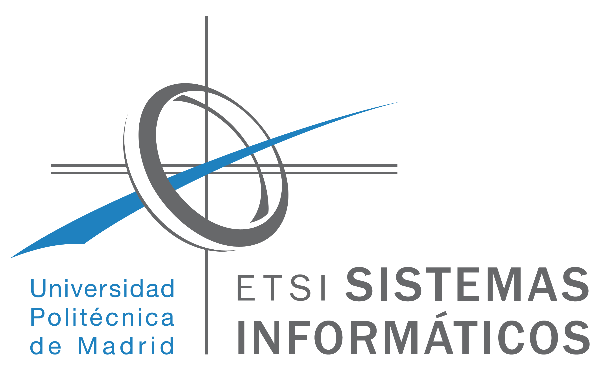 Universidad
Politécnica
de Madrid
ETSI SISTEMAS
INFORMÁTICOS